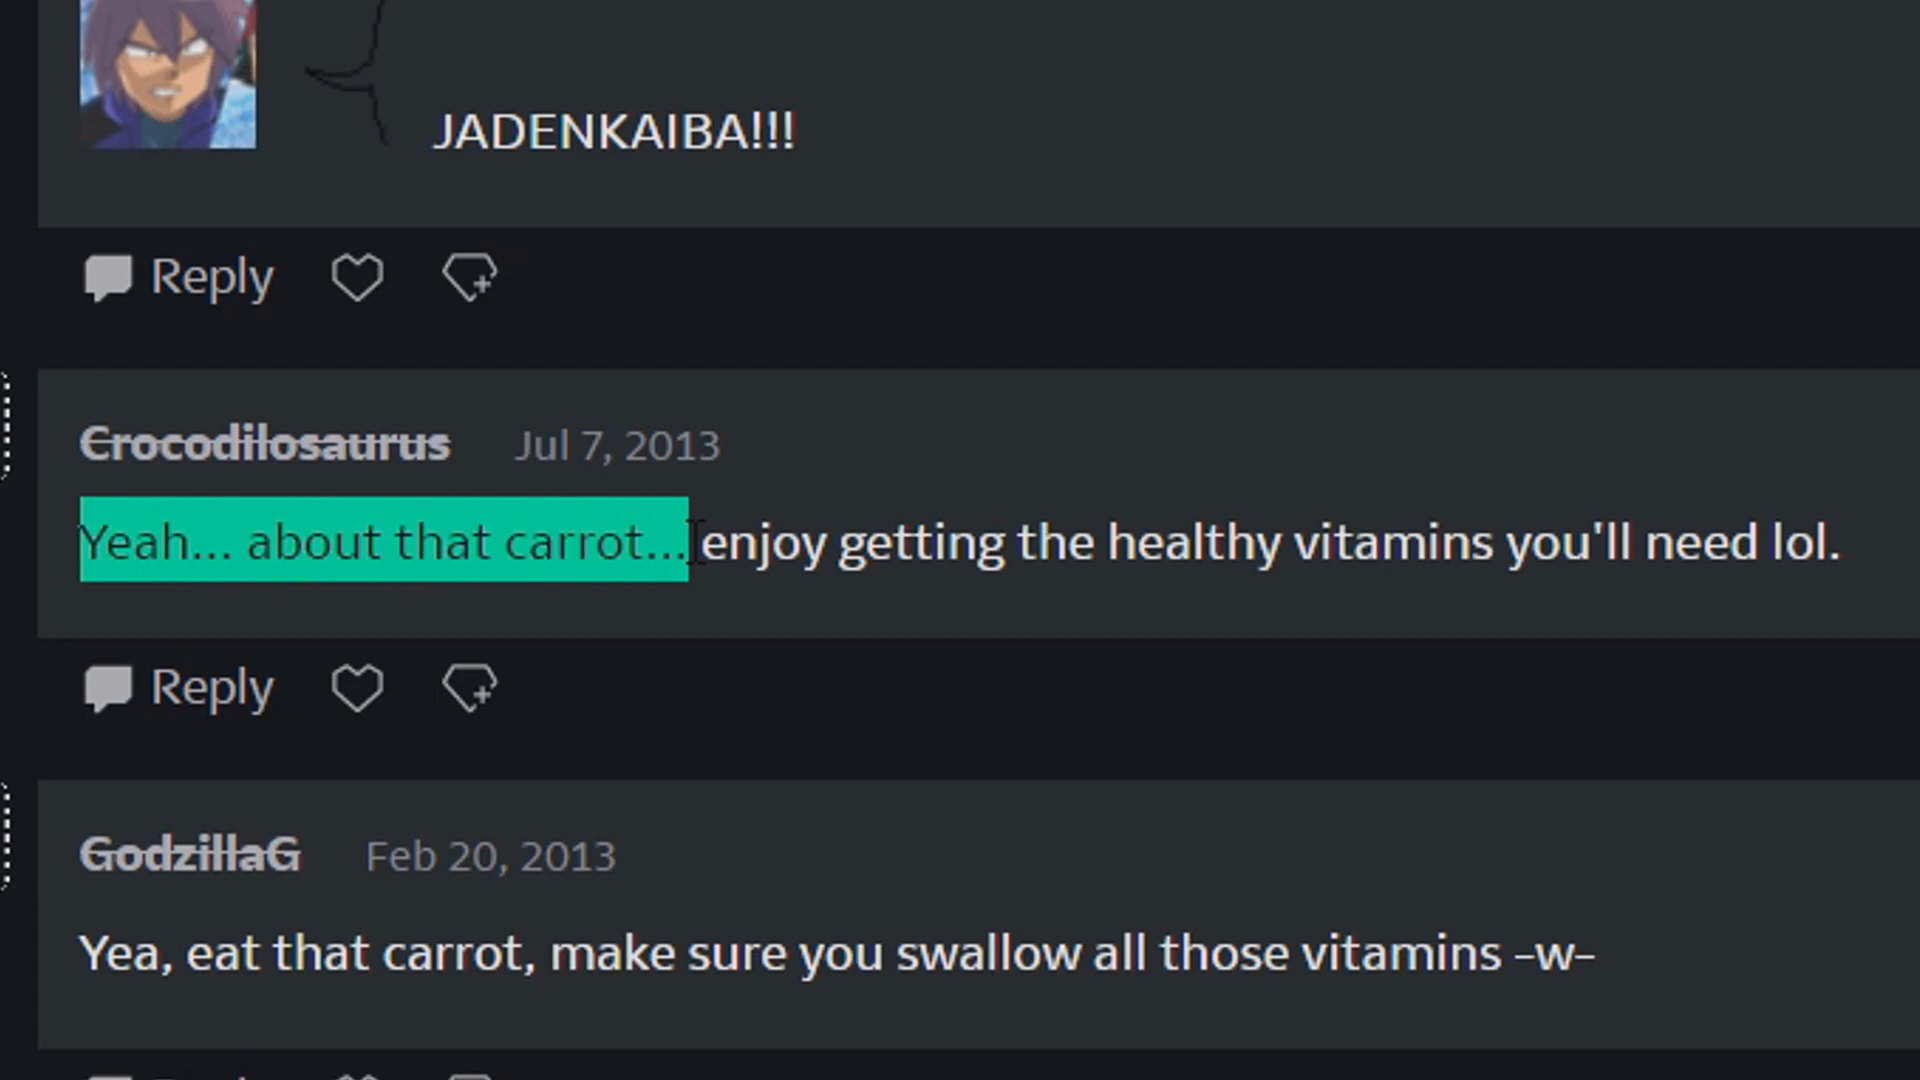 JADENKAIBA!!!
Reply
Crocodilosaurus Jul 7, 2013
Yeah... about that carrot... enjoy getting the healthy vitamins you'll need lol.
Reply
GodzillaG Feb 20, 2013
Yea, eat that carrot, make sure you swallow all those vitamins -w-